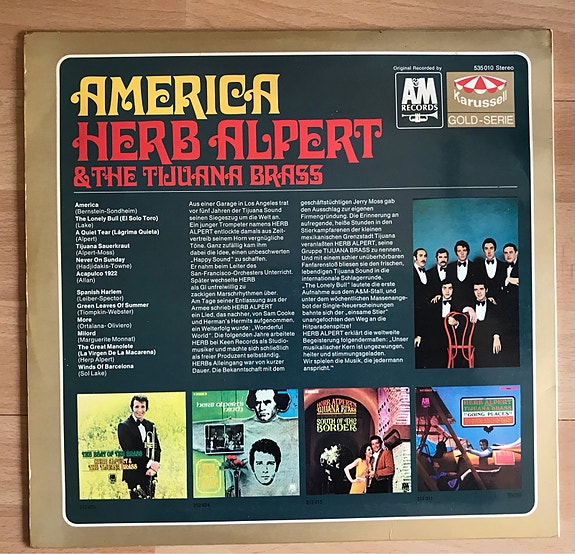 Original Recorded by
535 010 Stereo
A&M
RECORDS
Karussell
GOLD-SERIE
AMERICA
HERB ALPERT
& THE TIJUANA BRASS
America
(Bernstein-Sondheim)
The Lonely Bull (El Solo Toro)
(Lake)
A Quiet Tear (Lágrima Quieta)
(Alpert)
Tijuana Sauerkraut
(Alpert-Moss)
Never On Sunday
(Hadjidakis-Towne)
Acapulco 1922
(Allan)
Spanish Harlem
(Leiber-Spector)
Green Leaves Of Summer
(Tiompkin-Webster)
More
(Ortolana-Oliviero)
Milord
(Marguerite Monnat)
The Great Manolete
(La Virgen De La Macarena)
(Herp Alpert)
Winds Of Barcelona
(Sol Lake)
Aus einer Garage in Los Angeles trat
vor fünf Jahren der Tijuana Sound
seinen Siegeszug um die Welt an.
Ein junger Trompeter namens HERB
ALPERT entlockte damals aus Zeit-
vertreib seinem Horn vergnügliche
Töne. Ganz zufällig kam ihm
dabei die Idee, einen unbeschwerten
„Happy Sound" zu schaffen.
Er nahm beim Leiter des
San-Francisco-Orchesters Unterricht.
Später wechselte HERB
als GI unfreiwillig zu
zackigen Marschrhythmen über.
Am Tage seiner Entlassung aus der
Armee schrieb HERB ALPERT
ein Lied, das nachher, von Sam Cooke
und Herman's Hermits aufgenommen,
ein Welterfolg wurde: „Wonderful
World". Die folgenden Jahre arbeitete
HERB bei Keen Records als Studio-
musiker und machte sich schließlich
als freier Produzent selbständig.
HERBs Alleingang war von kurzer
Dauer. Die Bekanntschaft mit dem
geschäftstüchtigen Jerry Moss gab
den Ausschlag zur eigenen
Firmengründung. Die Erinnerung an
aufregende, heiße Stunden in den
Stierkampfarenen der kleinen
mexikanischen Grenzstadt Tijuana
veranlaßten HERB ALPERT, seine
Gruppe TIJUANA BRASS zu nennen.
Und mit einem schier unüberhörbaren
Fanfarenstoß bliesen sie den frischen,
lebendigen Tijuana Sound in die
internationale Schlagerszene.
„The Lonely Bull" lautete die erste
Aufnahme aus dem A&M-Stall, und
unter dem wöchentlichen Massenange-
bot der Single-Neuerscheinungen
bahnte sich der „einsame Stier"
unangefochten den Weg an die
Hitparadenspitze!
HERB ALPERT erklärt die weltweite
Begeisterung folgendermaßen: „Unser
musikalischer Korn ist ungezwungen,
heiter und stimmungsgeladen.
Wir spielen die Musik, die jedermann
anspricht."
THE BEAT OF THE BRASS
HERB ALPERT &
THE TIJUANA BRASS
herb alpert's
ninth
HERB ALPERT'S
TIJUANA BRASS
SOUTH OF THE
BORDER
HERB ALPERT
TIJUANA BRASS
"GOING PLACES"